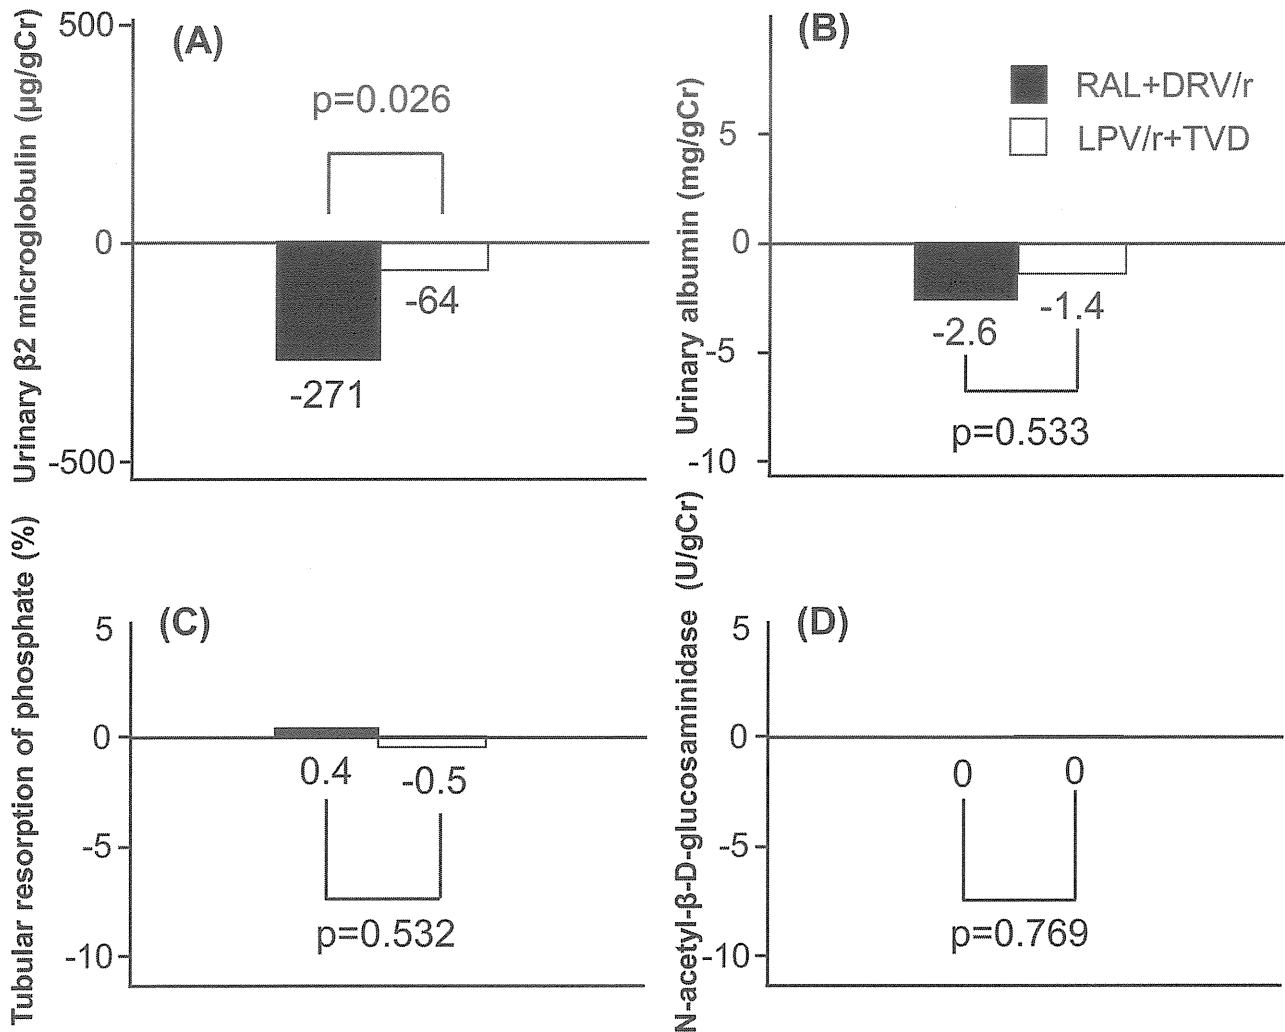 Urinary β2 microglobulin (µg/gCr)
500
0
-500
(A)
p=0.026
-64
-271
Urinary albumin (mg/gCr)
5
0
-5
-10
(B)
RAL+DRV/r
LPV/r+TVD
-2.6
-1.4
p=0.533
Tubular resorption of phosphate (%)
5
0
-5
-10
(C)
0.4
-0.5
p=0.532
N-acetyl-β-D-glucosaminidase (U/gCr)
5
0
-5
-10
(D)
0
0
p=0.769